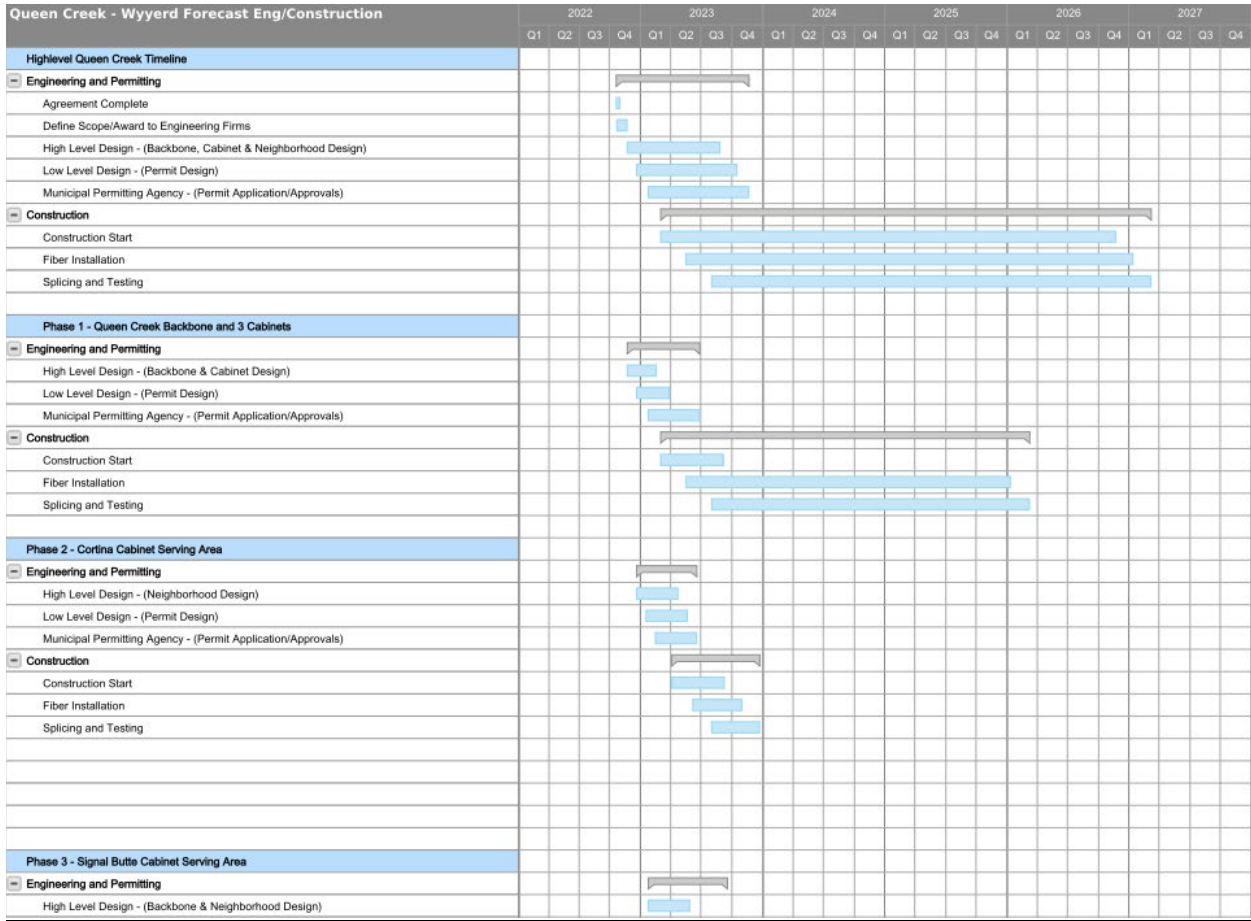 Queen Creek - Wyyerd Forecast Eng/Construction
2022 2023 2024 2025 2026 2027
Q1 Q2 Q3 Q4 Q1 Q2 Q3 Q4 Q1 Q2 Q3 Q4 Q1 Q2 Q3 Q4 Q1 Q2 Q3 Q4 Q1 Q2 Q3 Q4
Highlevel Queen Creek Timeline
Engineering and Permitting
Agreement Complete
Define Scope/Award to Engineering Firms
High Level Design - (Backbone, Cabinet & Neighborhood Design)
Low Level Design - (Permit Design)
Municipal Permitting Agency - (Permit Application/Approvals)
Construction
Construction Start
Fiber Installation
Splicing and Testing
Phase 1 - Queen Creek Backbone and 3 Cabinets
Engineering and Permitting
High Level Design - (Backbone & Cabinet Design)
Low Level Design - (Permit Design)
Municipal Permitting Agency - (Permit Application/Approvals)
Construction
Construction Start
Fiber Installation
Splicing and Testing
Phase 2 - Cortina Cabinet Serving Area
Engineering and Permitting
High Level Design - (Neighborhood Design)
Low Level Design - (Permit Design)
Municipal Permitting Agency - (Permit Application/Approvals)
Construction
Construction Start
Fiber Installation
Splicing and Testing
Phase 3 - Signal Butte Cabinet Serving Area
Engineering and Permitting
High Level Design - (Backbone & Neighborhood Design)